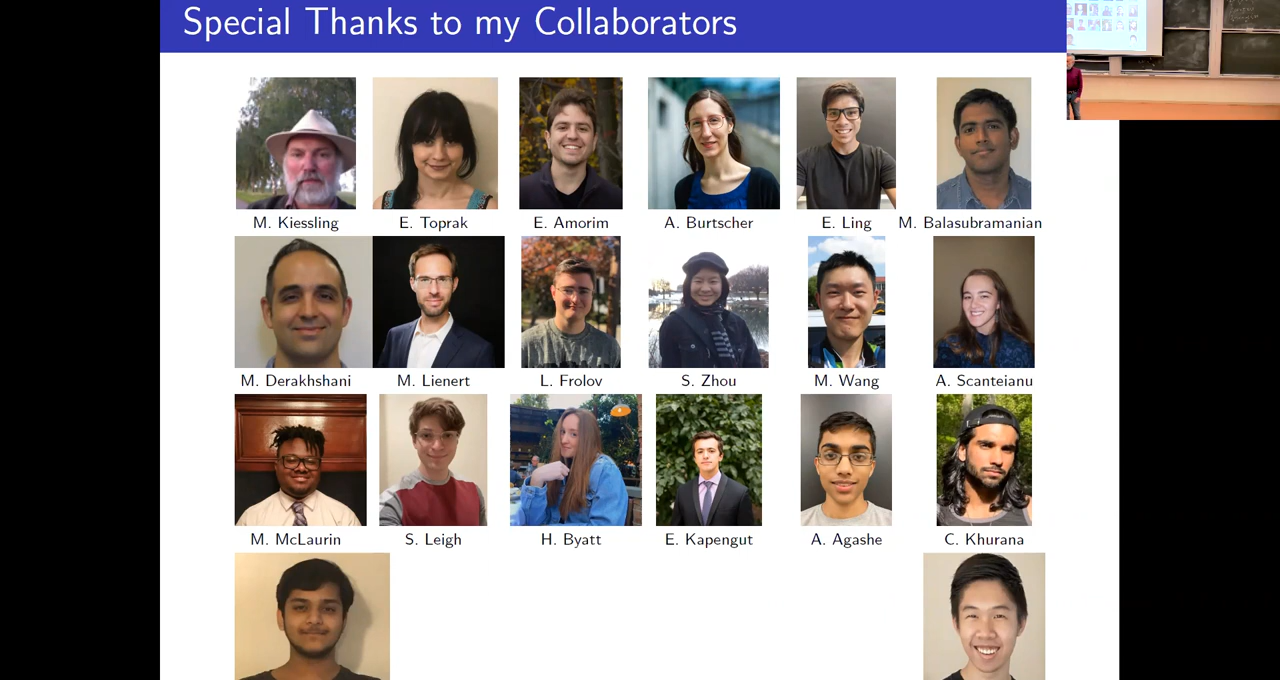 Special Thanks to my Collaborators
M. Kiessling E. Toprak E. Amorim A. Burtscher E. Ling M. Balasubramanian
M. Derakhshani M. Lienert L. Frolov S. Zhou M. Wang A. Scanteianu
M. McLaurin S. Leigh H. Byatt E. Kapengut A. Agashe C. Khurana